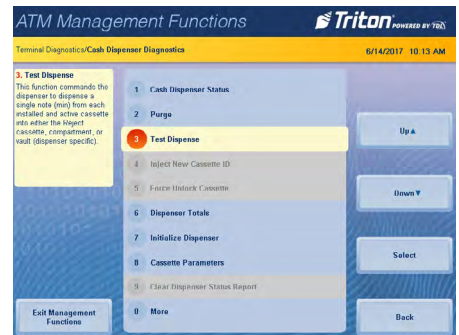 ATM Management Functions
Triton POWERED BY TDx
Terminal Diagnostics/Cash Dispenser Diagnostics
6/14/2017 10:13 AM
3. Test Dispense
This function commands the
dispenser to dispense a
single note (min) from each
installed and active cassette
into either the Reject
cassette, compartment, or
vault (dispenser specific).
1 Cash Dispenser Status
2 Purge
3 Test Dispense
4 Inject New Cassette ID
5 Force Unlock Cassette
6 Dispenser Totals
7 Initialize Dispenser
8 Cassette Parameters
9 Clear Dispenser Status Report
0 More
Up ▲
Down ▼
Select
Back
Exit Management
Functions